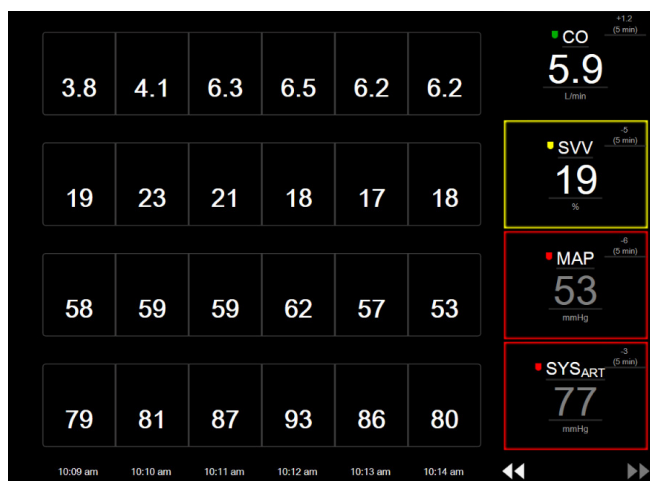 +1.2
(5 min)
CO
5.9
L/min
3.8 4.1 6.3 6.5 6.2 6.2
-5
(5 min)
SVV
19
%
19 23 21 18 17 18
-6
(5 min)
MAP
53
mmHg
58 59 59 62 57 53
-3
(5 min)
SYSART
77
mmHg
79 81 87 93 86 80
10:09 am 10:10 am 10:11 am 10:12 am 10:13 am 10:14 am